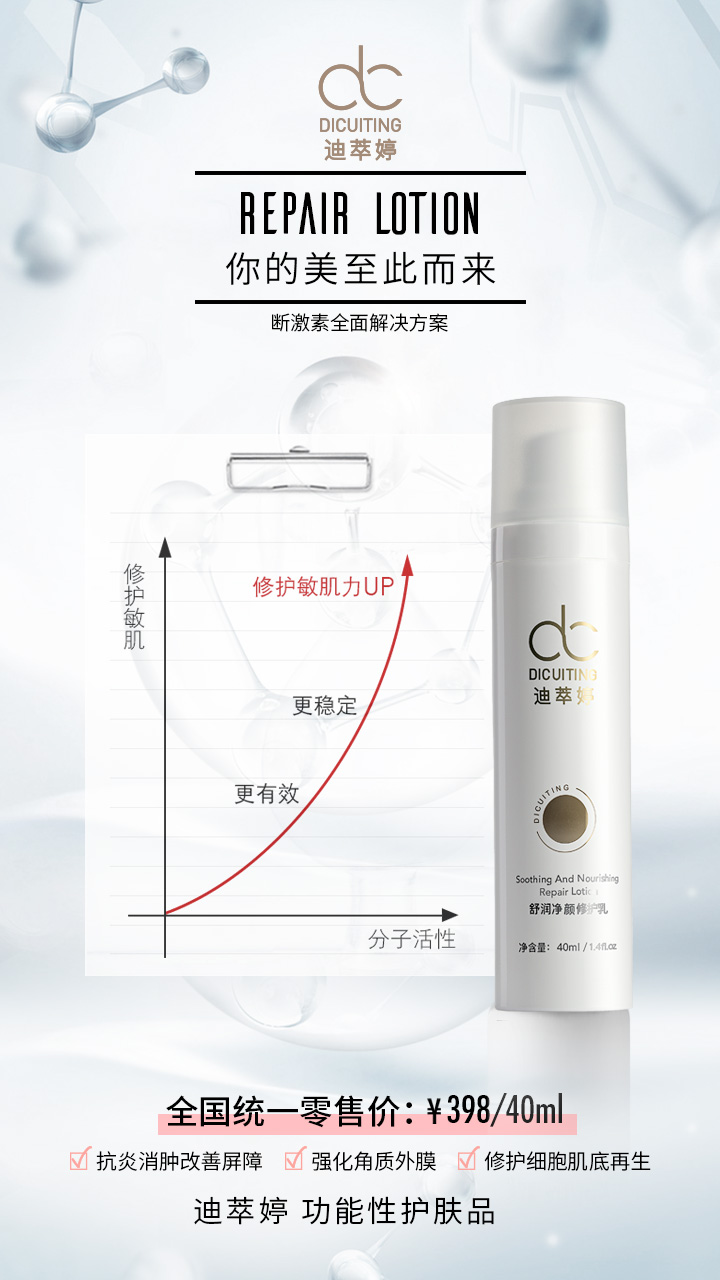 DICUITING
迪萃婷
REPAIR LOTION
你的美至此而来
断激素全面解决方案
修护敏肌
修护敏肌力UP
更稳定
更有效
分子活性
DICUITING
迪萃婷
DICUITING
Soothing And Nourishing
Repair Lotion
舒润净颜修护乳
净含量: 40ml / 1.4fl.oz
全国统一零售价: ¥398/40ml
抗炎消肿改善屏障 强化角质外膜 修护细胞肌底再生
迪萃婷 功能性护肤品